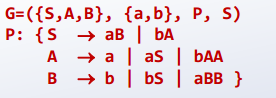 G=({S,A,B}, {a,b}, P, S)
P: { S → aB | bA
A → a | aS | bAA
B → b | bS | aBB }